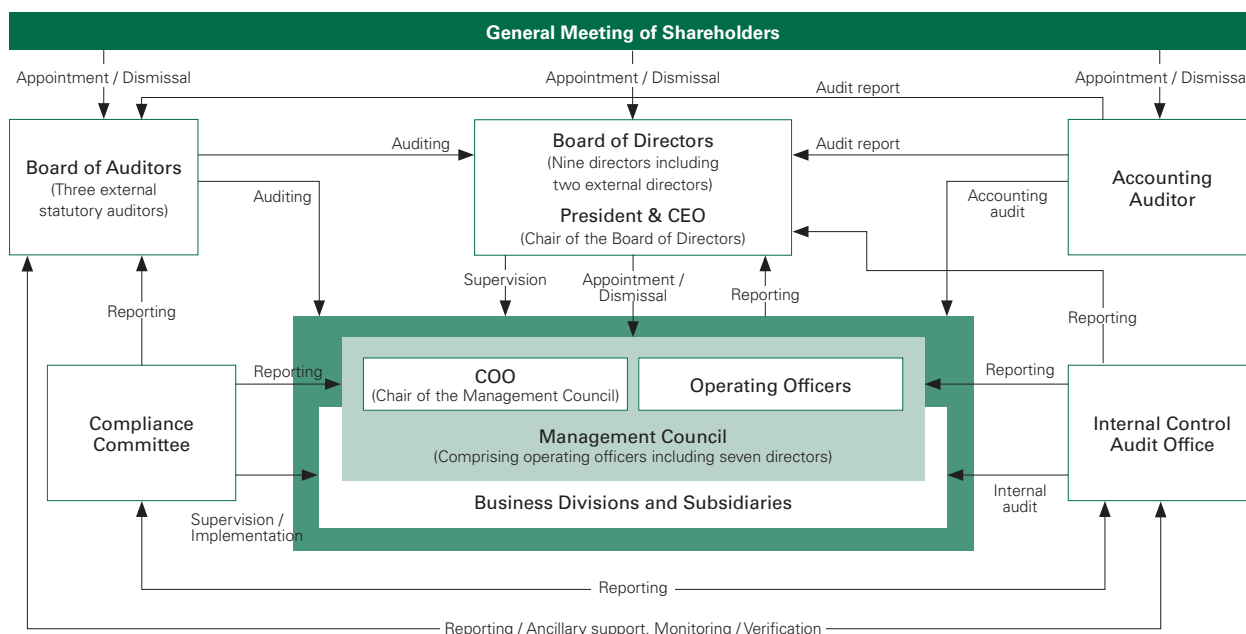 General Meeting of Shareholders
Appointment / Dismissal
Appointment / Dismissal
Appointment / Dismissal
Audit report
Board of Auditors
(Three external
statutory auditors)
Auditing
Auditing
Board of Directors
(Nine directors including
two external directors)
President & CEO
(Chair of the Board of Directors)
Audit report
Accounting
audit
Accounting
Auditor
Supervision
Appointment /
Dismissal
Reporting
Reporting
Reporting
Reporting
COO
(Chair of the Management Council)
Operating Officers
Reporting
Compliance
Committee
Management Council
(Comprising operating officers including seven directors)
Internal Control
Audit Office
Business Divisions and Subsidiaries
Supervision /
Implementation
Internal
audit
Reporting
Reporting / Ancillary support, Monitoring / Verification